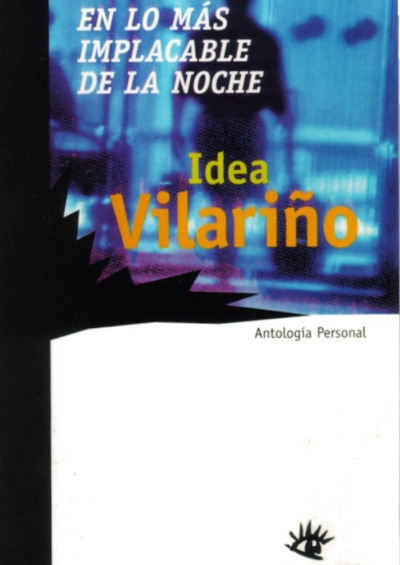 EN LO MÁS
IMPLACABLE
DE LA NOCHE
Idea
Vilariño
Antología Personal